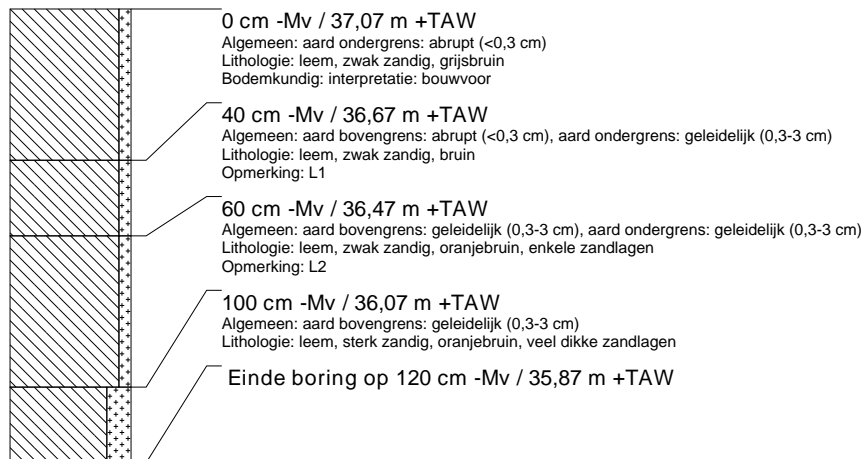 0 cm -Mv / 37,07 m +TAW
Algemeen: aard ondergrens: abrupt (<0,3 cm)
Lithologie: leem, zwak zandig, grijsbruin
Bodemkundig: interpretatie: bouwvoor
40 cm -Mv / 36,67 m +TAW
Algemeen: aard bovengrens: abrupt (<0,3 cm), aard ondergrens: geleidelijk (0,3-3 cm)
Lithologie: leem, zwak zandig, bruin
Opmerking: L1
60 cm -Mv / 36,47 m +TAW
Algemeen: aard bovengrens: geleidelijk (0,3-3 cm), aard ondergrens: geleidelijk (0,3-3 cm)
Lithologie: leem, zwak zandig, oranjebruin, enkele zandlagen
Opmerking: L2
100 cm -Mv / 36,07 m +TAW
Algemeen: aard bovengrens: geleidelijk (0,3-3 cm)
Lithologie: leem, sterk zandig, oranjebruin, veel dikke zandlagen
Einde boring op 120 cm -Mv / 35,87 m +TAW